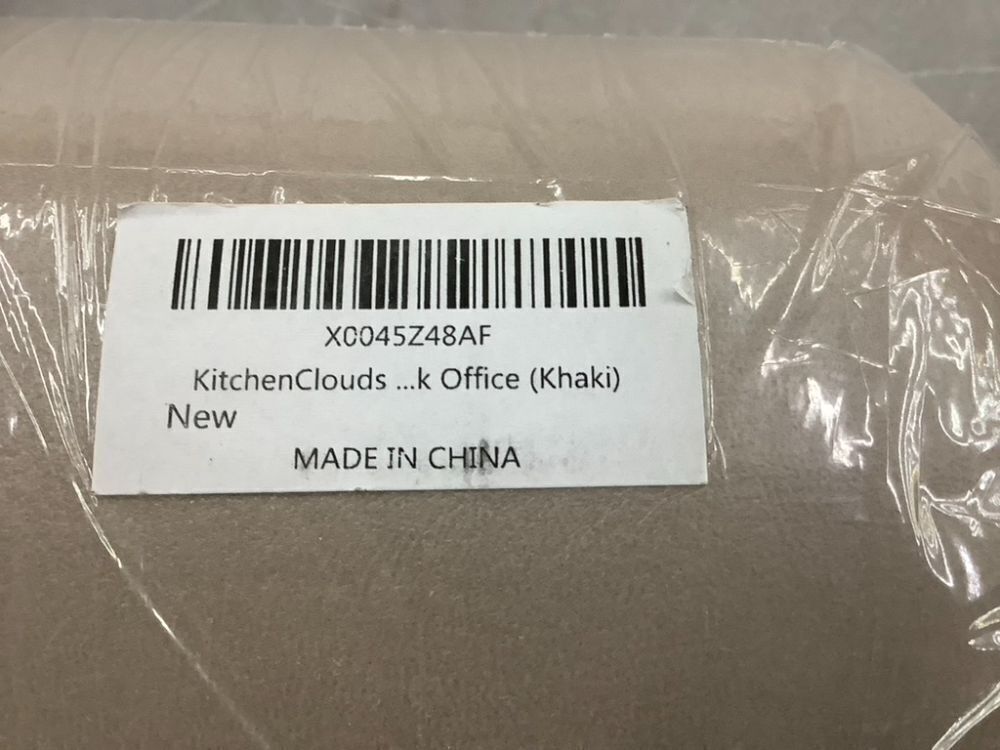 X0045Z48AF
KitchenClouds ...k Office (Khaki)
New
MADE IN CHINA